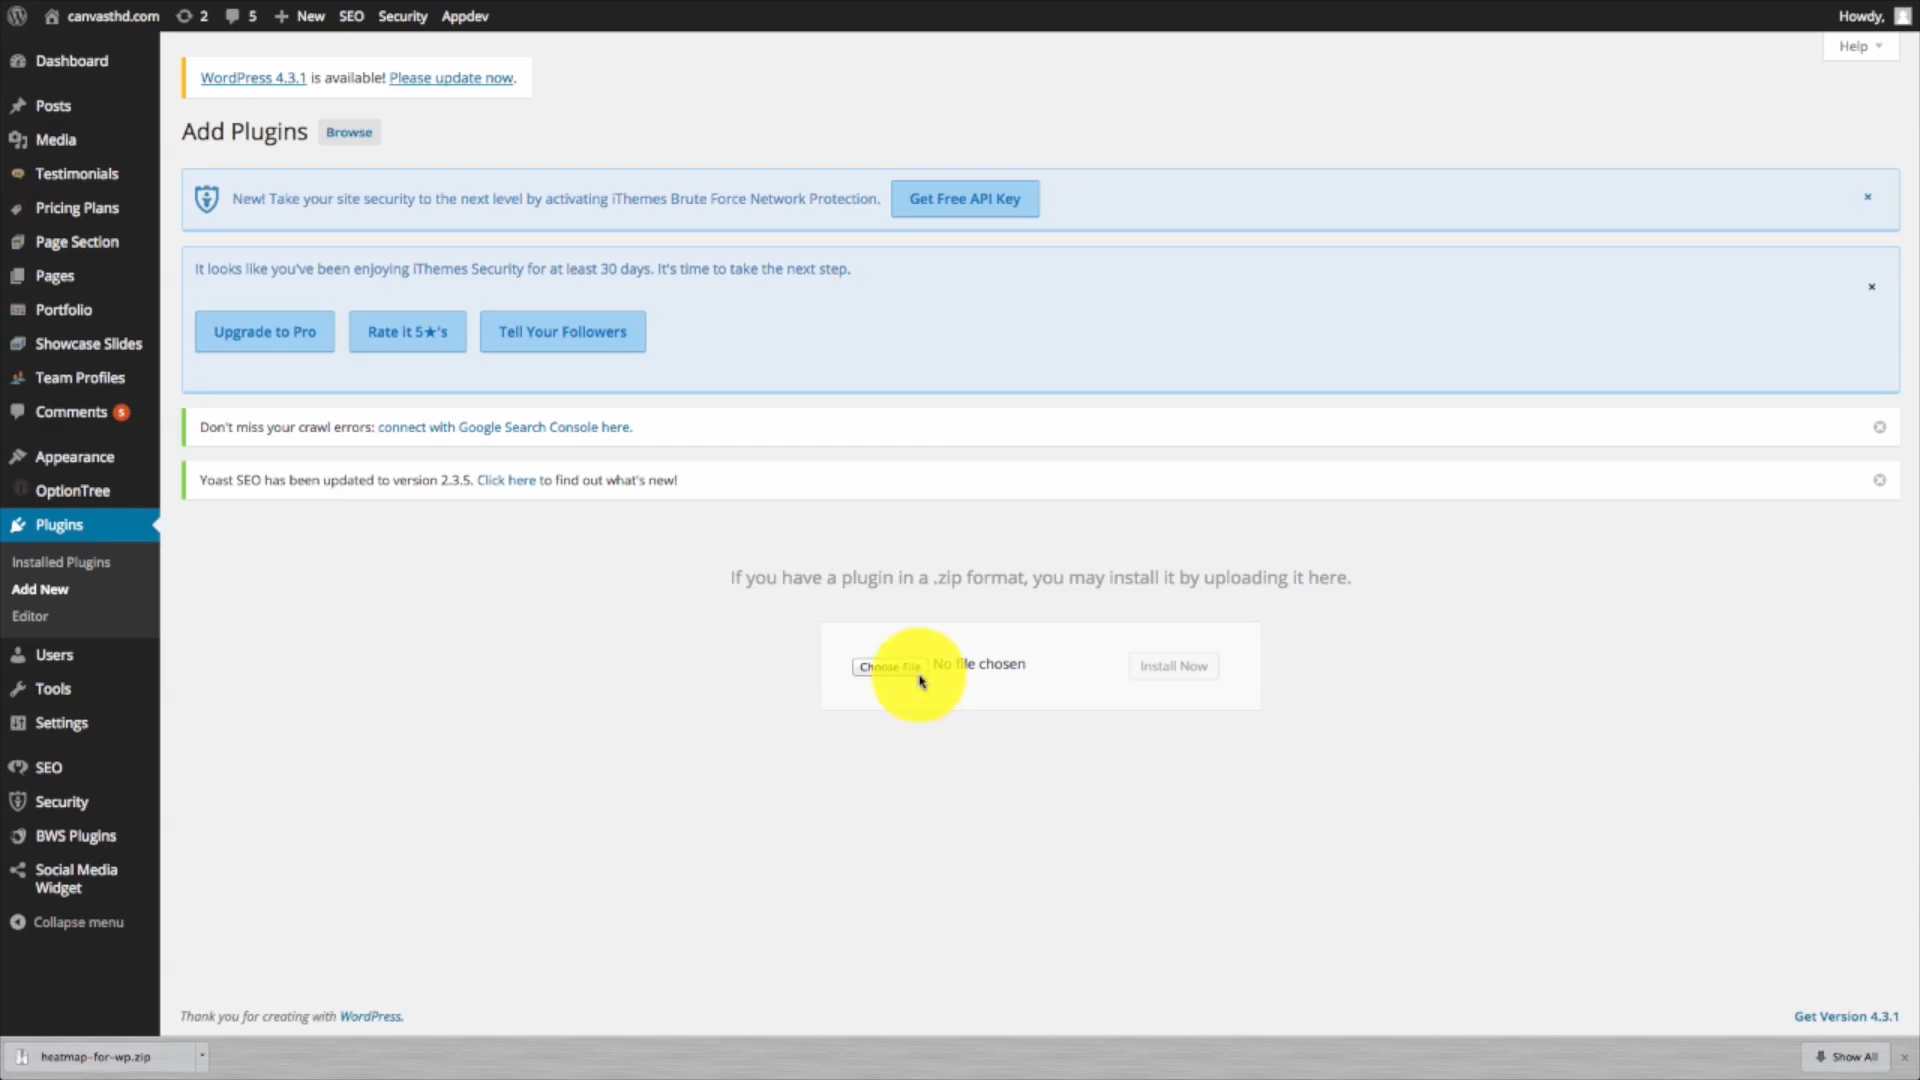 canvasthd.com 2 5 New SEO Security Appdev Howdy,
Help
Dashboard
Posts
Media
Testimonials
Pricing Plans
Page Section
Pages
Portfolio
Showcase Slides
Team Profiles
Comments 5
Appearance
OptionTree
Plugins
Installed Plugins
Add New
Editor
Users
Tools
Settings
SEO
Security
BWS Plugins
Social Media
Widget
Collapse menu
WordPress 4.3.1 is available! Please update now.
Add Plugins Browse
New! Take your site security to the next level by activating iThemes Brute Force Network Protection. Get Free API Key
It looks like you've been enjoying iThemes Security for at least 30 days. It's time to take the next step.
Upgrade to Pro Rate it 5★'s Tell Your Followers
Don't miss your crawl errors: connect with Google Search Console here.
Yoast SEO has been updated to version 2.3.5. Click here to find out what's new!
If you have a plugin in a .zip format, you may install it by uploading it here.
Choose File No file chosen Install Now
Thank you for creating with WordPress. Get Version 4.3.1
heatmap-for-wp.zip Show All